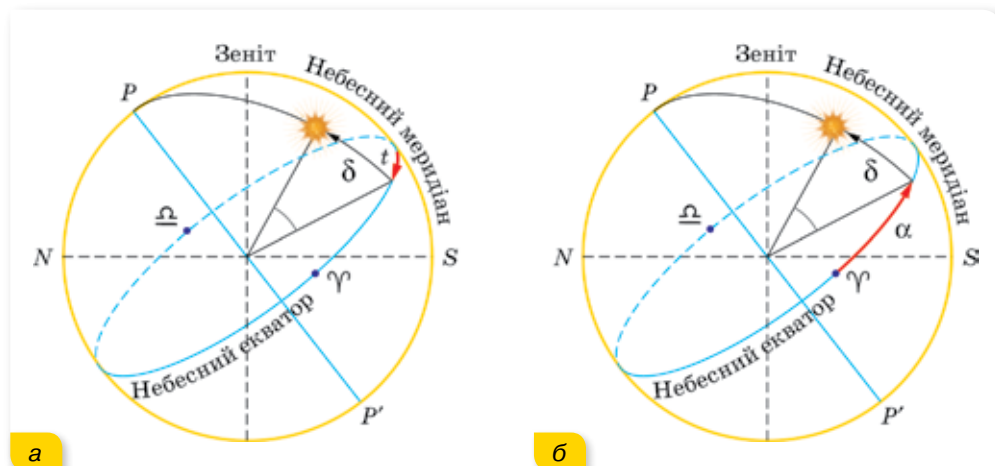 Зеніт
Небесний меридіан
P
t
δ
♎
N
S
♈
Небесний екватор
P′
а
Зеніт
Небесний меридіан
P
δ
♎
α
N
S
♈
Небесний екватор
P′
б